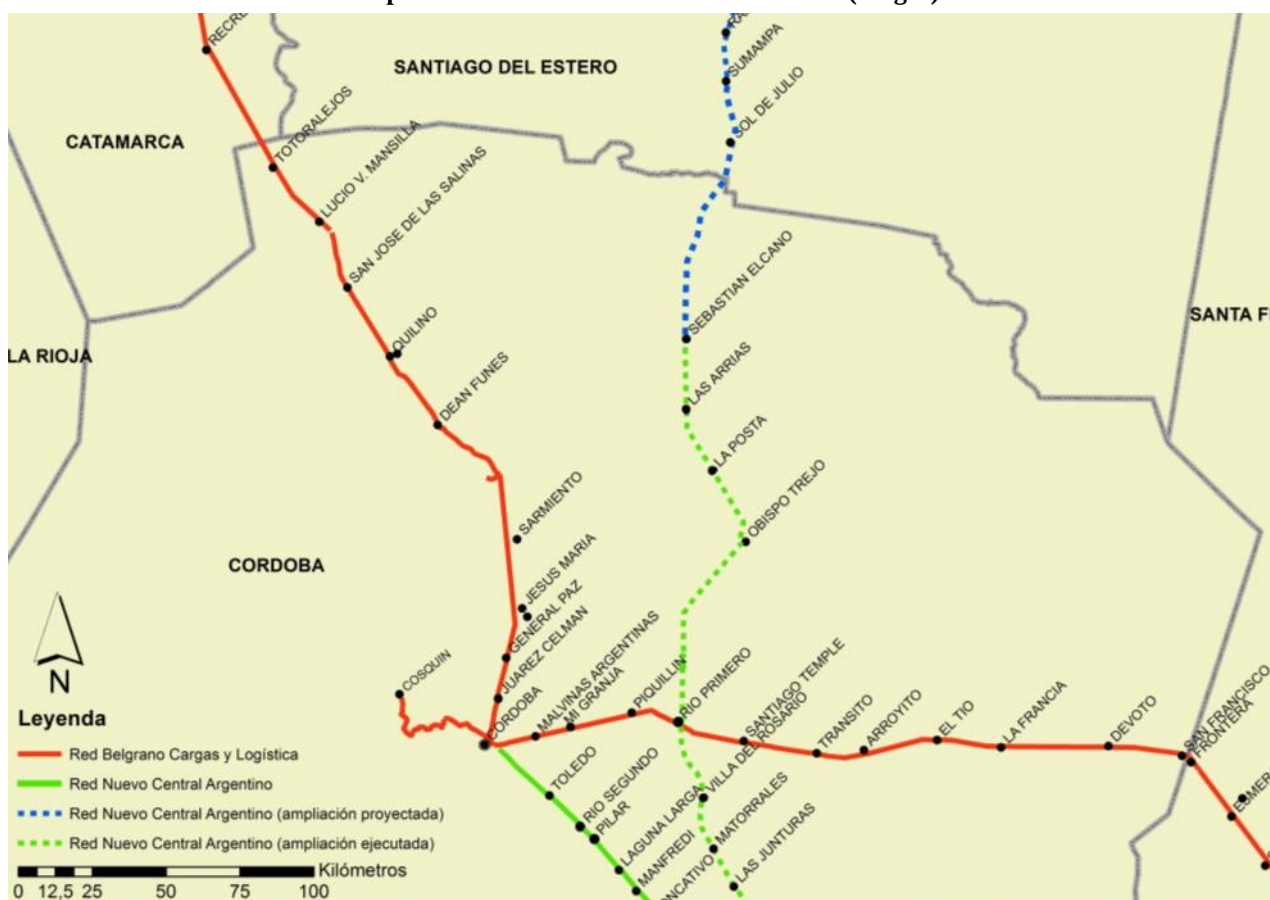 RECRE
SUMAMPA
SANTIAGO DEL ESTERO
SOL DE JULIO
CATAMARCA
TOTORALEJOS
LUCIO V. MANSILLA
SAN JOSE DE LAS SALINAS
SEBASTIAN ELCANO
SANTA F
QUILINO
LA RIOJA
LAS ARRIAS
DEAN FUNES
LA POSTA
OBISPO TREJO
SARMIENTO
CORDOBA
JESUS MARIA
GENERAL PAZ
JUAREZ CELMAN
N
COSQUIN
CORDOBA
MALVINAS ARGENTINAS
MI GRANJA
PIQUILLIN
RIO PRIMERO
SANTIAGO TEMPLE
VILLA DEL ROSARIO
TRANSITO
ARROYITO
EL TIO
LA FRANCIA
DEVOTO
SAN FRANCISCO
FRONTERA
ESMER
TOLEDO
RIO SEGUNDO
PILAR
LAGUNA LARGA
MANFREDI
ONCATIVO
MATORRALES
LAS JUNTURAS
Leyenda
Red Belgrano Cargas y Logística
Red Nuevo Central Argentino
Red Nuevo Central Argentino (ampliación proyectada)
Red Nuevo Central Argentino (ampliación ejecutada)
Kilómetros
0 12,5 25 50 75 100